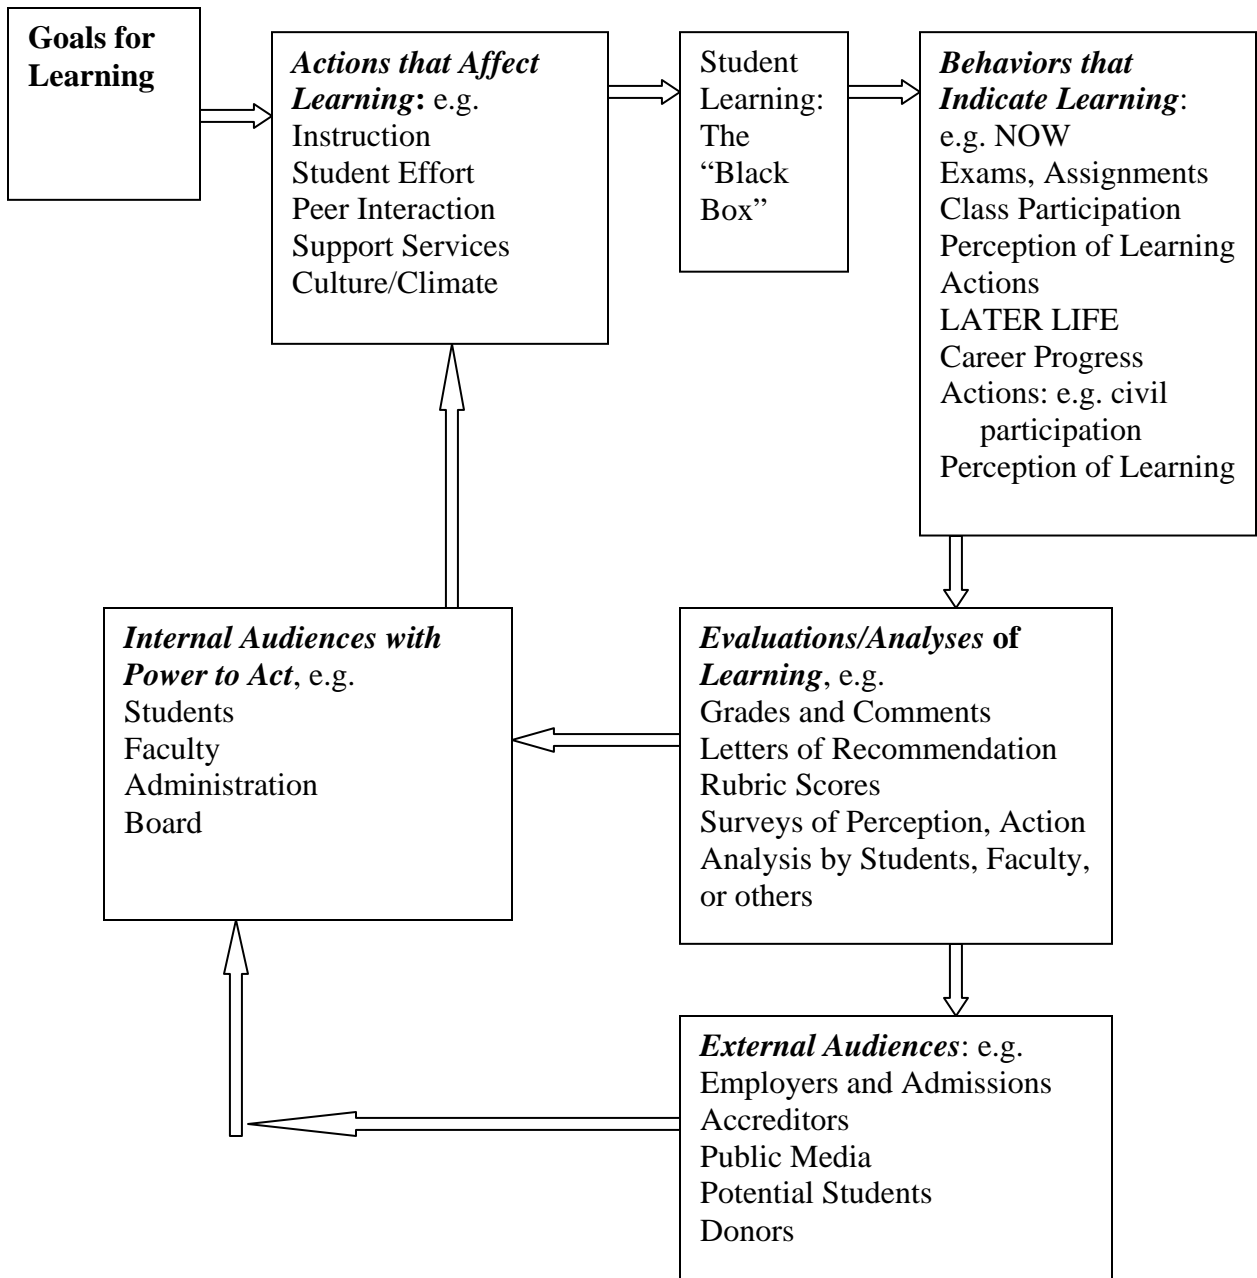 Goals for
Learning
Actions that Affect
Learning: e.g.
Instruction
Student Effort
Peer Interaction
Support Services
Culture/Climate
Student
Learning:
The
“Black
Box”
Behaviors that
Indicate Learning:
e.g. NOW
Exams, Assignments
Class Participation
Perception of Learning
Actions
LATER LIFE
Career Progress
Actions: e.g. civil
participation
Perception of Learning
Internal Audiences with
Power to Act, e.g.
Students
Faculty
Administration
Board
Evaluations/Analyses of
Learning, e.g.
Grades and Comments
Letters of Recommendation
Rubric Scores
Surveys of Perception, Action
Analysis by Students, Faculty,
or others
External Audiences: e.g.
Employers and Admissions
Accreditors
Public Media
Potential Students
Donors